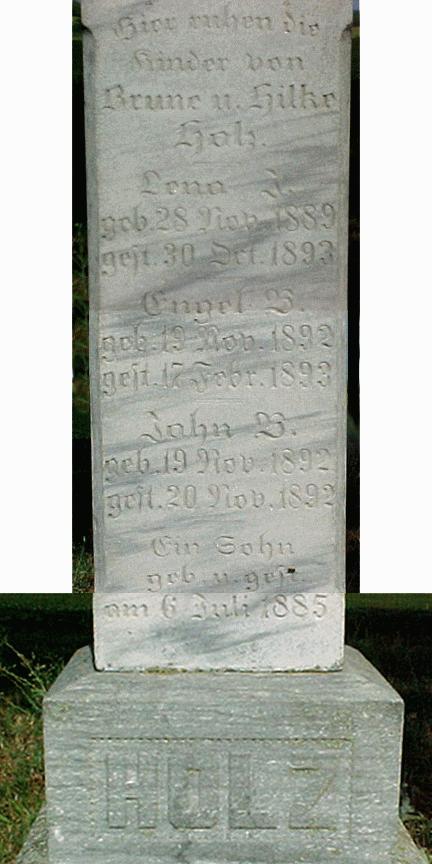 Hier ruhen die
Kinder von
Brune u. Hilke
Holz.
Lena J.
geb. 28 Nov. 1889
gest. 30 Oct. 1893
Engel B.
geb. 19 Nov. 1892
gest. 17 Febr. 1893
John B.
geb. 19 Nov. 1892
gest. 20 Nov. 1892
Ein Sohn
geb. u. gest.
am 6 Juli 1885
HOLZ